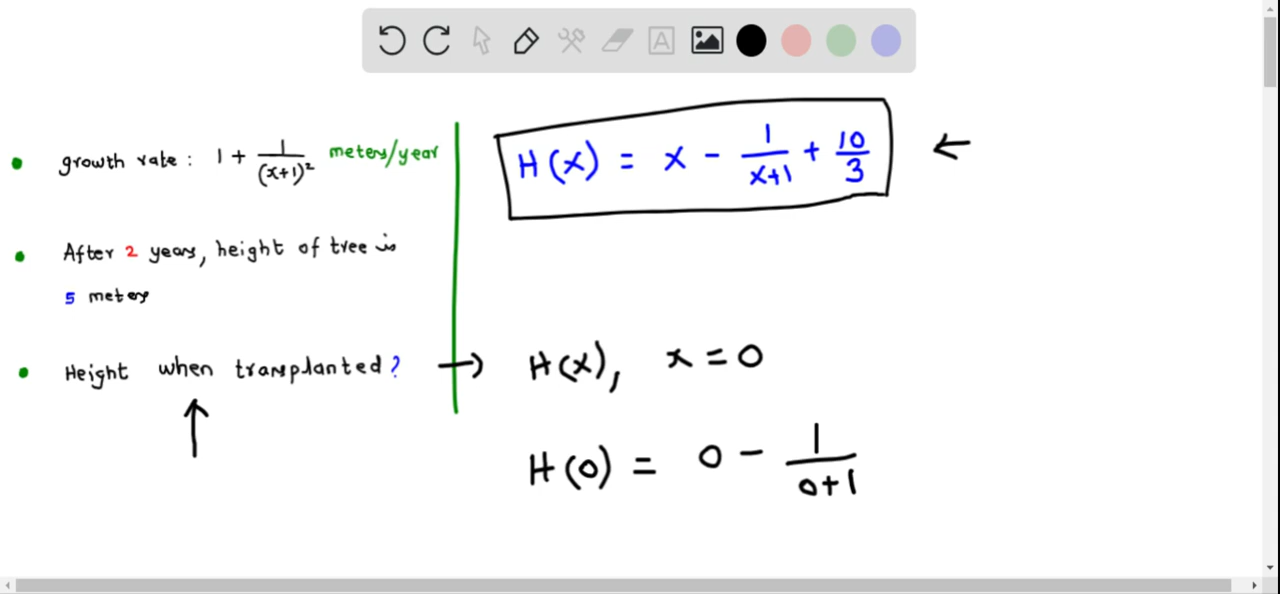 growth rate : 1 + 1/(x+1)² meters/year
After 2 years, height of tree is
5 meters
Height when transplanted ?
H(x) = x - 1/(x+1) + 10/3
H(x), x = 0
H(0) = 0 - 1/(0+1)